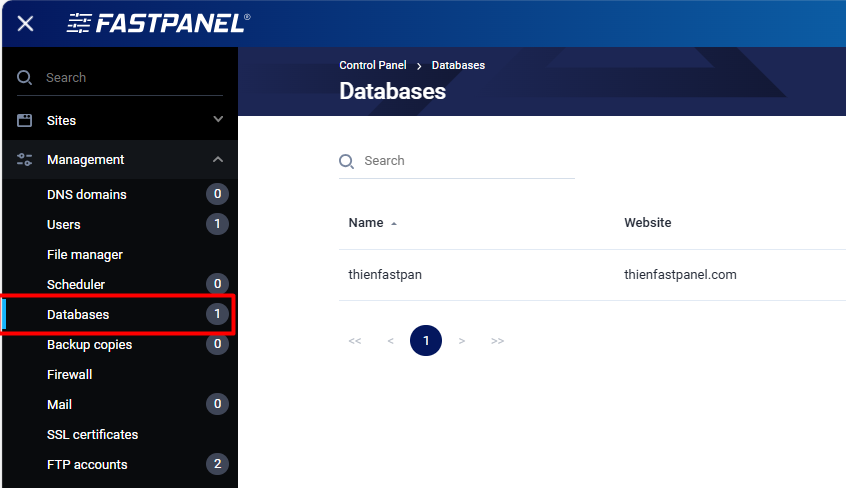 FASTPANEL®
Search
Sites
Management
DNS domains 0
Users 1
File manager
Scheduler 0
Databases 1
Backup copies 0
Firewall
Mail 0
SSL certificates
FTP accounts 2
Control Panel > Databases
Databases
Search
Name Website
thienfastpan thienfastpanel.com
<< < 1 > >>